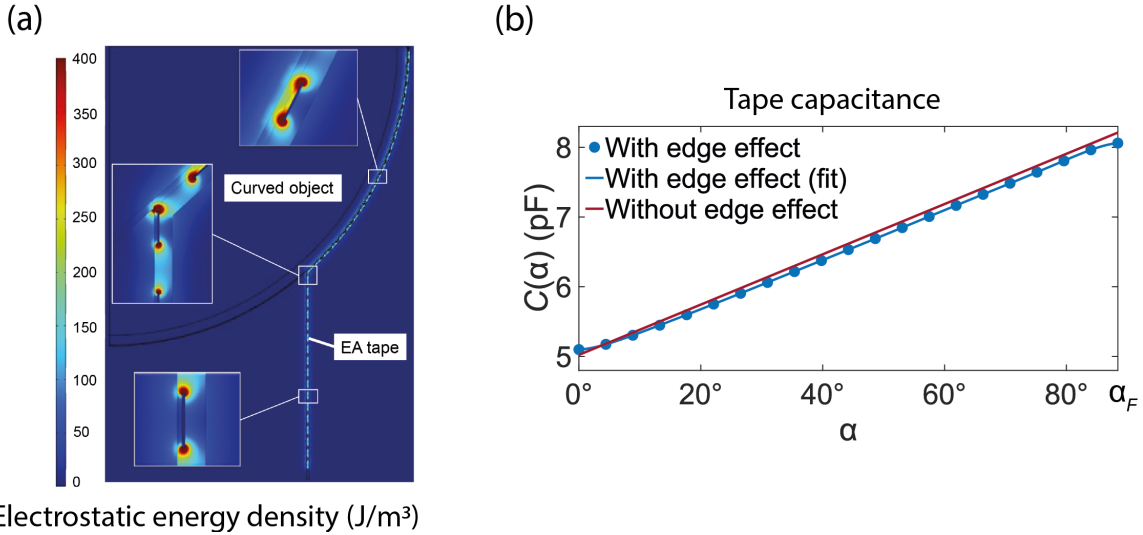 (a)
400
350
300
250
200
150
100
50
0
Curved object
EA tape
Electrostatic energy density (J/m³)
(b)
Tape capacitance
With edge effect
With edge effect (fit)
Without edge effect
C(α) (pF)
8
7
6
5
0° 20° 40° 60° 80° α_F
α